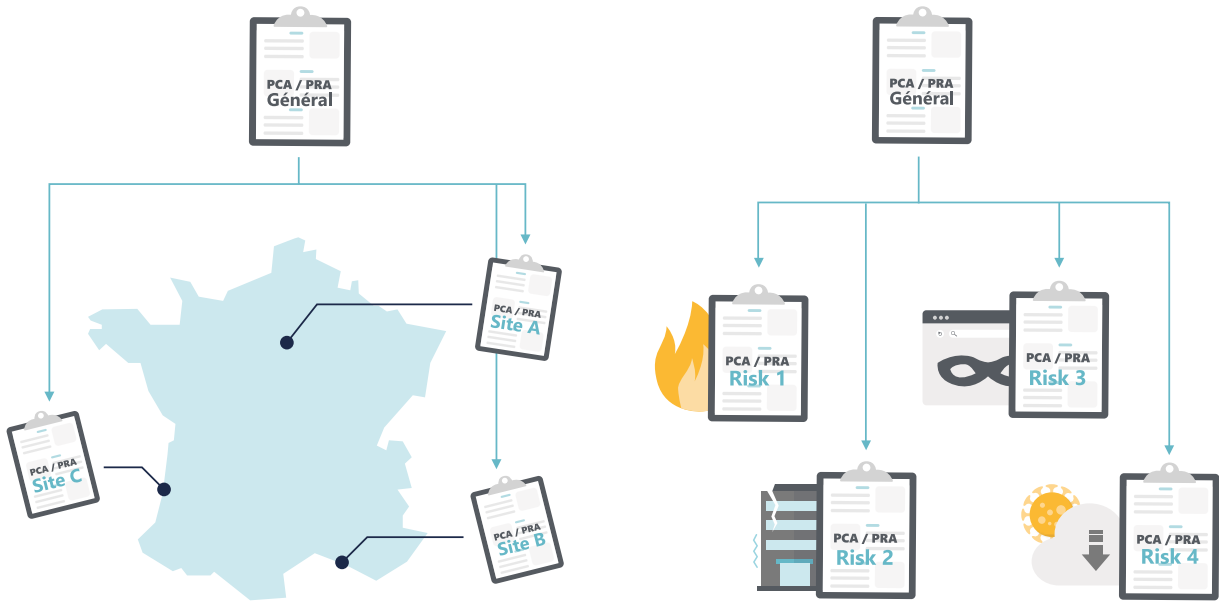 PCA / PRA
Général
PCA / PRA
Site A
PCA / PRA
Site C
PCA / PRA
Site B
PCA / PRA
Général
PCA / PRA
Risk 1
PCA / PRA
Risk 3
PCA / PRA
Risk 2
PCA / PRA
Risk 4